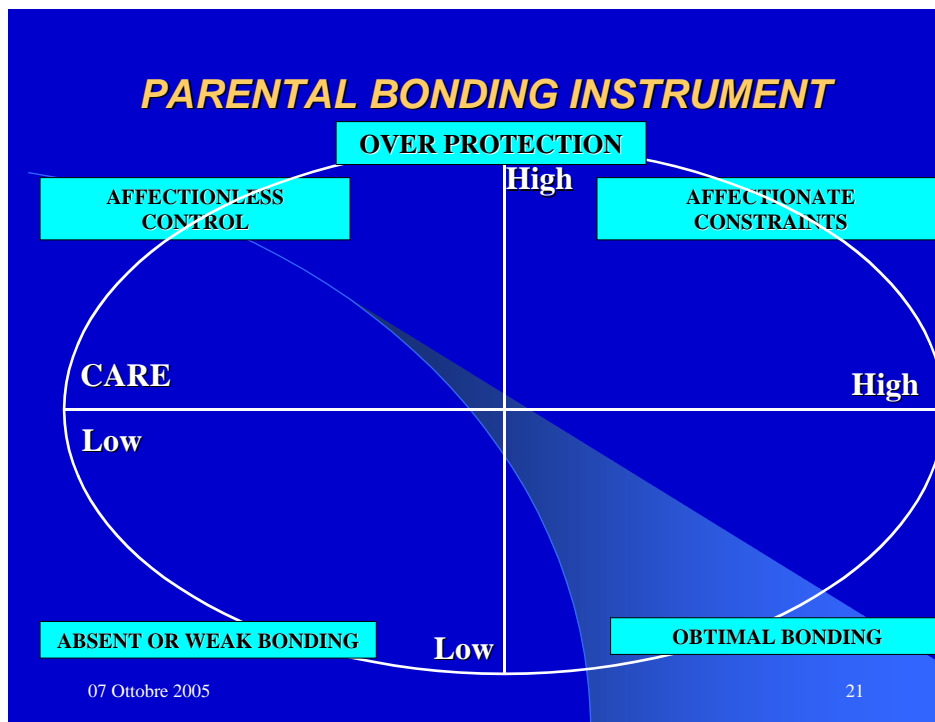 PARENTAL BONDING INSTRUMENT
OVER PROTECTION
High
AFFECTIONLESS
CONTROL
AFFECTIONATE
CONSTRAINTS
CARE
High
Low
ABSENT OR WEAK BONDING
Low
OBTIMAL BONDING
07 Ottobre 2005
21